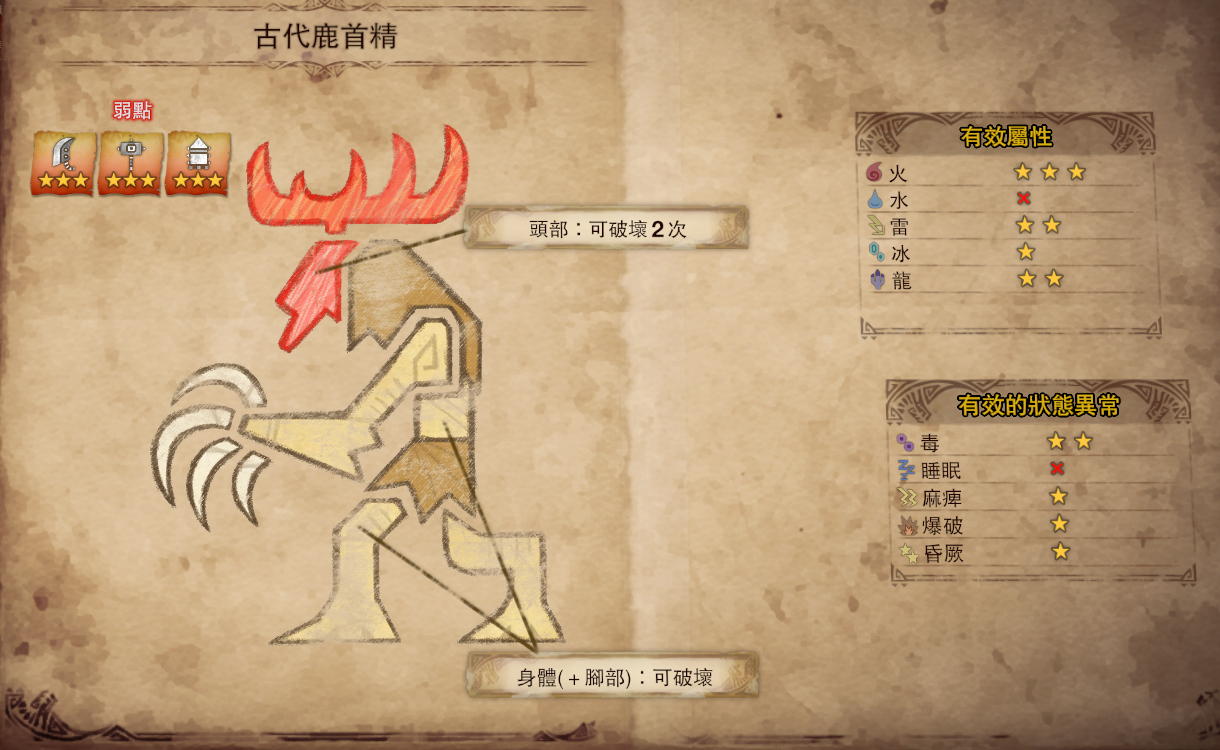 古代鹿首精
弱點
頭部：可破壞2次
身體(+腳部)：可破壞
有效屬性
火
水
雷
冰
龍
有效的狀態異常
毒
睡眠
麻痺
爆破
昏厥